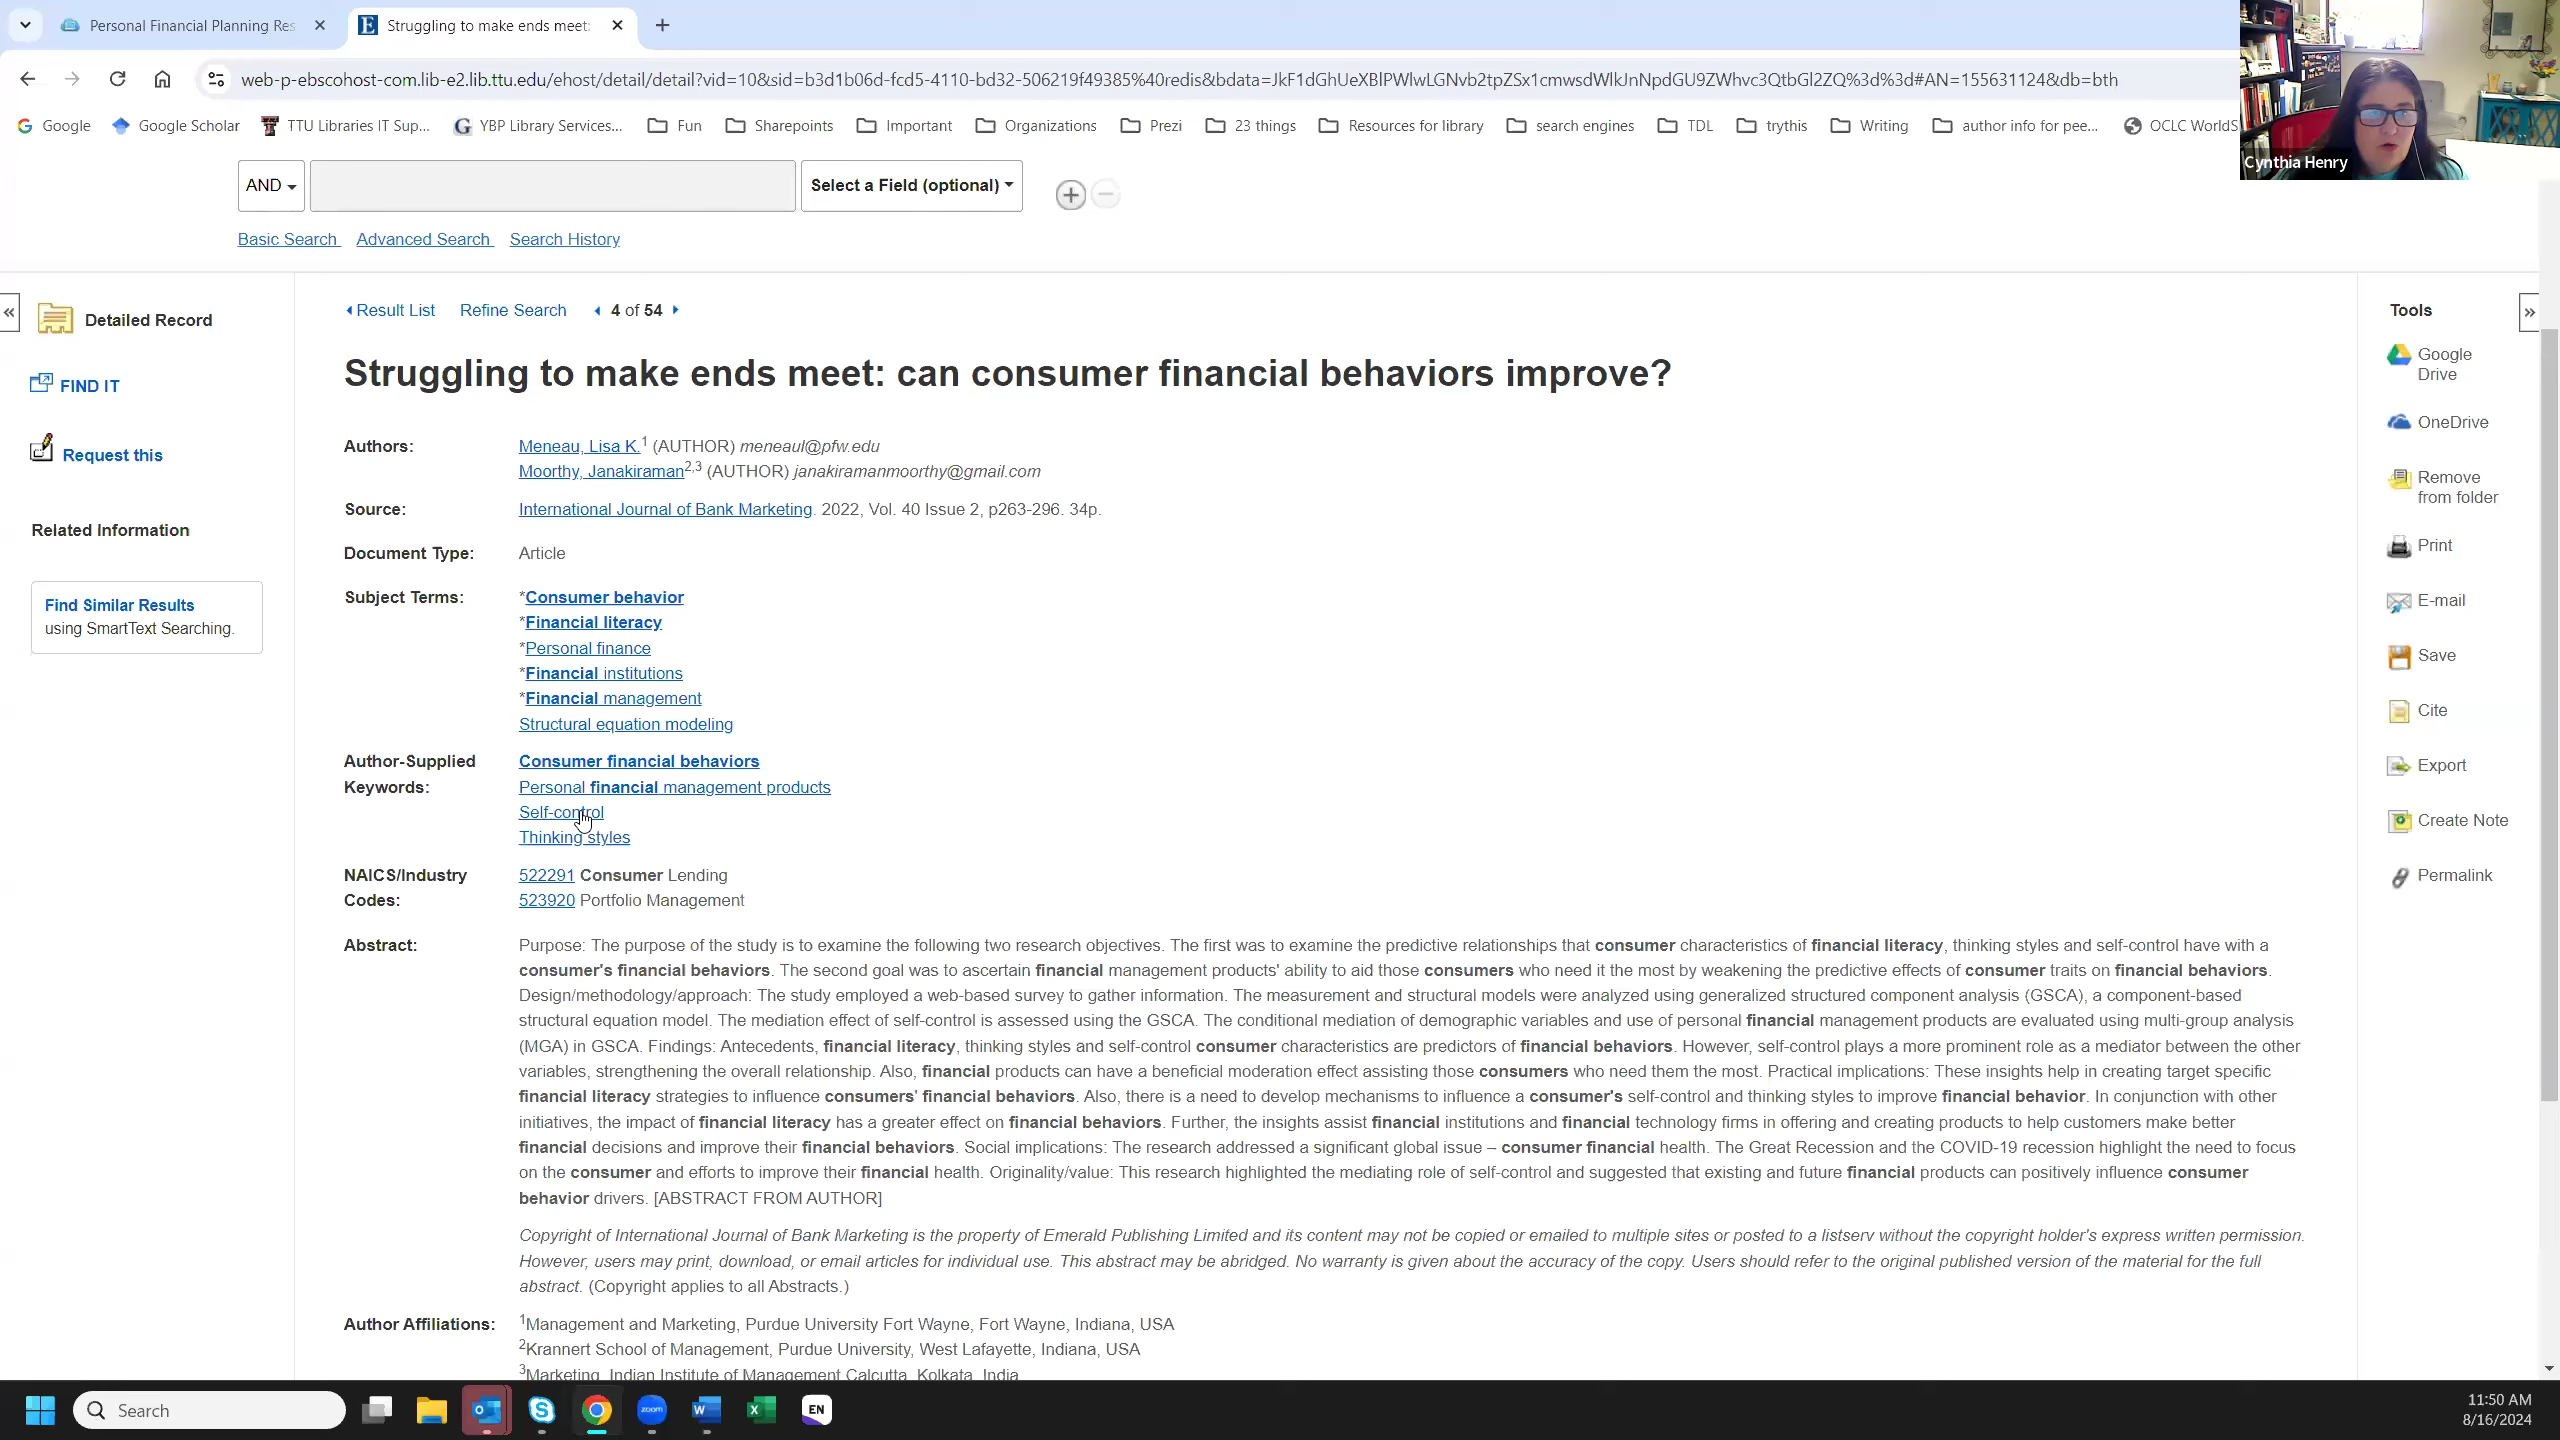 Personal Financial Planning Res
Struggling to make ends meet:
web-p-ebscohost-com.lib-e2.lib.ttu.edu/ehost/detail/detail?vid=10&sid=b3d1b06d-fcd5-4110-bd32-506219f49385%40redis&bdata=JkF1dGhUeXBlPWlwLGNvb2tpZSx1cmwsdWlkJnNpdGU9ZWhvc3QtbGl2ZQ%3d%3d#AN=155631124&db=bth
Google
Google Scholar
TTU Libraries IT Sup...
YBP Library Services...
Fun
Sharepoints
Important
Organizations
Prezi
23 things
Resources for library
search engines
TDL
trythis
Writing
author info for pee...
OCLC WorldS
Cynthia Henry
AND
Select a Field (optional)
Basic Search
Advanced Search
Search History
Detailed Record
FIND IT
Request this
Related Information
Find Similar Results
using SmartText Searching.
Result List
Refine Search
4 of 54
Struggling to make ends meet: can consumer financial behaviors improve?
Authors: Meneau, Lisa K.1 (AUTHOR) meneaul@pfw.edu
Moorthy, Janakiraman2,3 (AUTHOR) janakiramanmoorthy@gmail.com
Source: International Journal of Bank Marketing. 2022, Vol. 40 Issue 2, p263-296. 34p.
Document Type: Article
Subject Terms: *Consumer behavior
*Financial literacy
*Personal finance
*Financial institutions
*Financial management
Structural equation modeling
Author-Supplied Consumer financial behaviors
Keywords: Personal financial management products
Self-control
Thinking styles
NAICS/Industry 522291 Consumer Lending
Codes: 523920 Portfolio Management
Abstract: Purpose: The purpose of the study is to examine the following two research objectives. The first was to examine the predictive relationships that consumer characteristics of financial literacy, thinking styles and self-control have with a
consumer's financial behaviors. The second goal was to ascertain financial management products' ability to aid those consumers who need it the most by weakening the predictive effects of consumer traits on financial behaviors.
Design/methodology/approach: The study employed a web-based survey to gather information. The measurement and structural models were analyzed using generalized structured component analysis (GSCA), a component-based
structural equation model. The mediation effect of self-control is assessed using the GSCA. The conditional mediation of demographic variables and use of personal financial management products are evaluated using multi-group analysis
(MGA) in GSCA. Findings: Antecedents, financial literacy, thinking styles and self-control consumer characteristics are predictors of financial behaviors. However, self-control plays a more prominent role as a mediator between the other
variables, strengthening the overall relationship. Also, financial products can have a beneficial moderation effect assisting those consumers who need them the most. Practical implications: These insights help in creating target specific
financial literacy strategies to influence consumers' financial behaviors. Also, there is a need to develop mechanisms to influence a consumer's self-control and thinking styles to improve financial behavior. In conjunction with other
initiatives, the impact of financial literacy has a greater effect on financial behaviors. Further, the insights assist financial institutions and financial technology firms in offering and creating products to help customers make better
financial decisions and improve their financial behaviors. Social implications: The research addressed a significant global issue – consumer financial health. The Great Recession and the COVID-19 recession highlight the need to focus
on the consumer and efforts to improve their financial health. Originality/value: This research highlighted the mediating role of self-control and suggested that existing and future financial products can positively influence consumer
behavior drivers. [ABSTRACT FROM AUTHOR]
Copyright of International Journal of Bank Marketing is the property of Emerald Publishing Limited and its content may not be copied or emailed to multiple sites or posted to a listserv without the copyright holder's express written permission.
However, users may print, download, or email articles for individual use. This abstract may be abridged. No warranty is given about the accuracy of the copy. Users should refer to the original published version of the material for the full
abstract. (Copyright applies to all Abstracts.)
Author Affiliations: 1Management and Marketing, Purdue University Fort Wayne, Fort Wayne, Indiana, USA
2Krannert School of Management, Purdue University, West Lafayette, Indiana, USA
3Marketing, Indian Institute of Management Calcutta, Kolkata, India
Tools
Google
Drive
OneDrive
Remove
from folder
Print
E-mail
Save
Cite
Export
Create Note
Permalink
Search
zoom
EN
11:50 AM
8/16/2024